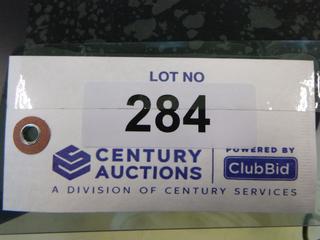 LOT NO
284
CENTURY
AUCTIONS
POWERED BY
ClubBid
A DIVISION OF CENTURY SERVICES